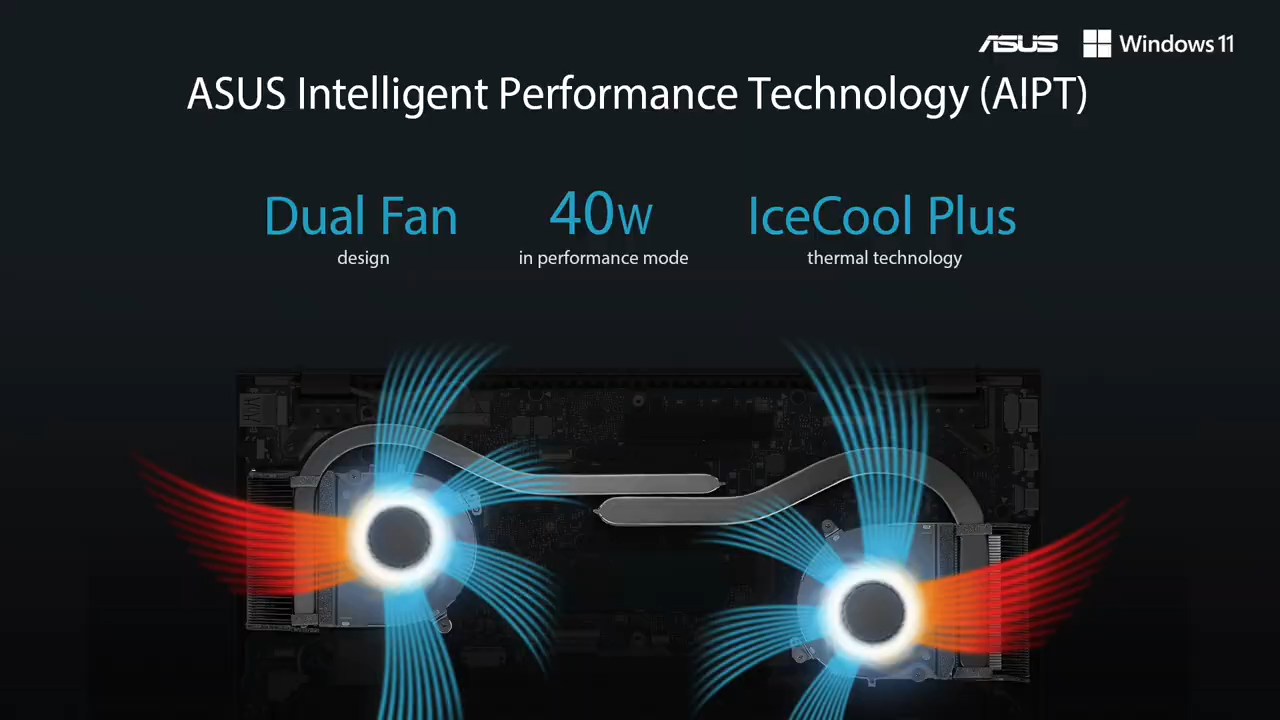 ASUS Windows 11
ASUS Intelligent Performance Technology (AIPT)
Dual Fan
design
40W
in performance mode
IceCool Plus
thermal technology